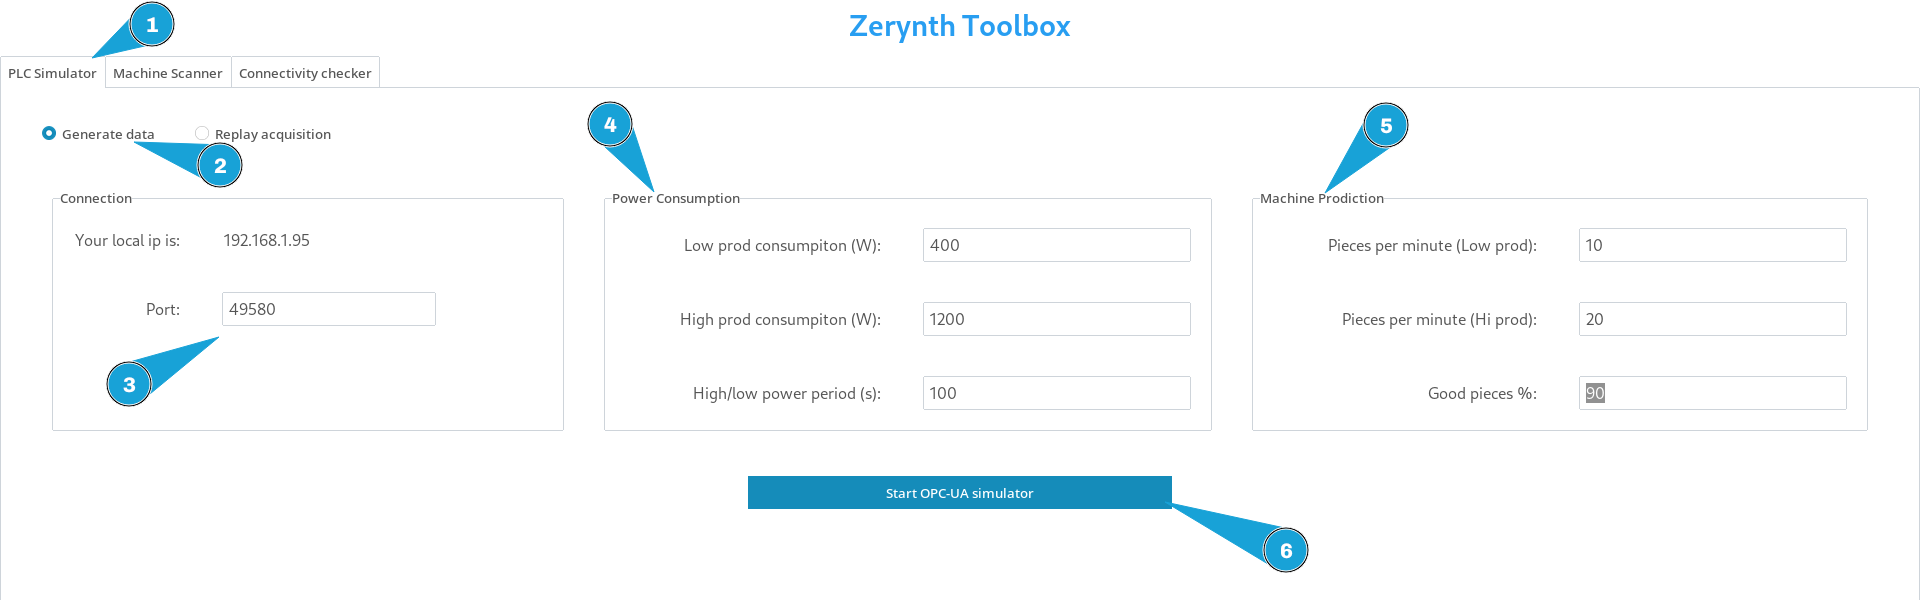 1
Zerynth Toolbox
PLC Simulator Machine Scanner Connectivity checker
Generate data Replay acquisition
2
4
5
Connection
Your local ip is: 192.168.1.95
Port: 49580
3
Power Consumption
Low prod consumpiton (W): 400
High prod consumpiton (W): 1200
High/low power period (s): 100
Machine Prodiction
Pieces per minute (Low prod): 10
Pieces per minute (Hi prod): 20
Good pieces %: 90
Start OPC-UA simulator
6